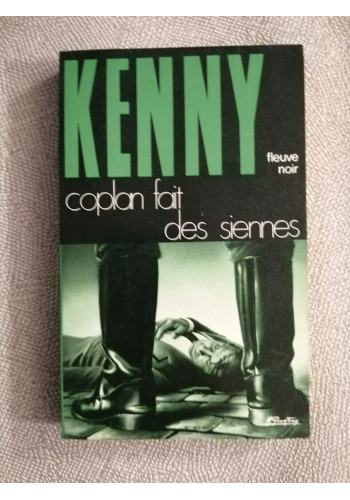 KENNY
fleuve
noir
coplan fait
des siennes